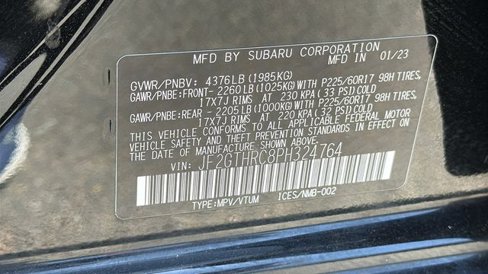 MFD BY SUBARU CORPORATION 01/23
GVWR/PNBV: 4376LB (1985KG)
GAWR/PNBE:FRONT- 2260LB (1025KG)WITH P225/60R17 98H TIRES,
17X7J RIMS AT 230 KPA (33 PSI) COLD
GAWR/PNBE:REAR - 2205LB (1000KG)WITH P225/60R17 98H TIRES,
17X7J RIMS AT 220 KPA (32 PSI) COLD
THIS VEHICLE CONFORMS TO ALL APPLICABLE FEDERAL MOTOR
VEHICLE SAFETY AND THEFT PREVENTION STANDARDS IN EFFECT
ON THE DATE OF MANUFACTURE SHOWN ABOVE.
VIN: JF2GTHRC8PH324764
TYPE:MPV/VTUM ICES/NMB-002